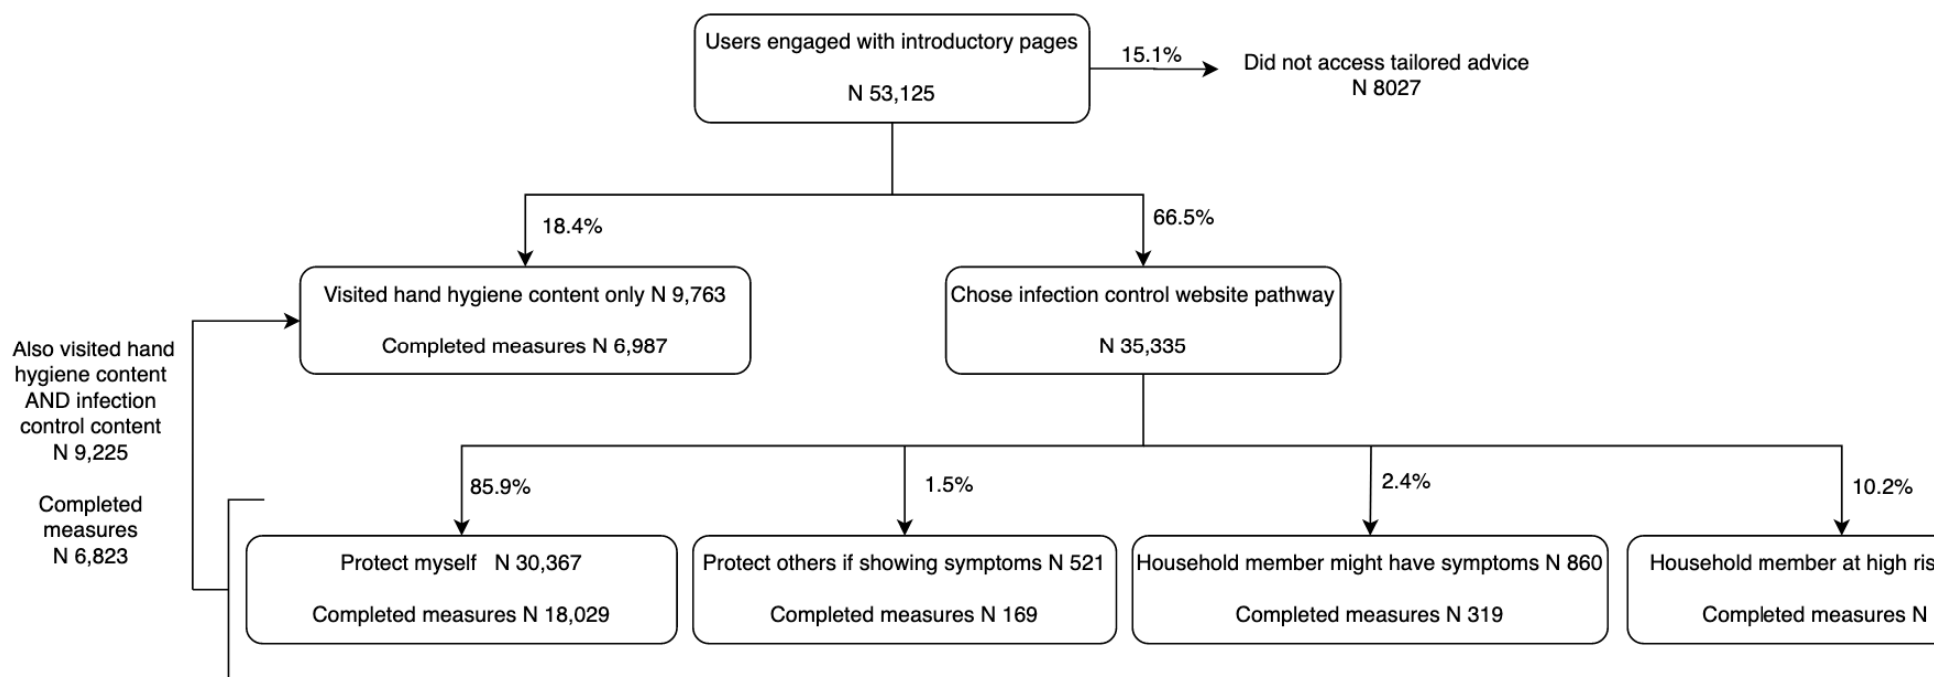 Users engaged with introductory pages
N 53,125
15.1%
Did not access tailored advice
N 8027
18.4%
66.5%
Visited hand hygiene content only N 9,763
Completed measures N 6,987
Chose infection control website pathway
N 35,335
Also visited hand
hygiene content
AND infection
control content
N 9,225
Completed
measures
N 6,823
85.9%
1.5%
2.4%
10.2%
Protect myself N 30,367
Completed measures N 18,029
Protect others if showing symptoms N 521
Completed measures N 169
Household member might have symptoms N 860
Completed measures N 319
Household member at high
Completed measures N